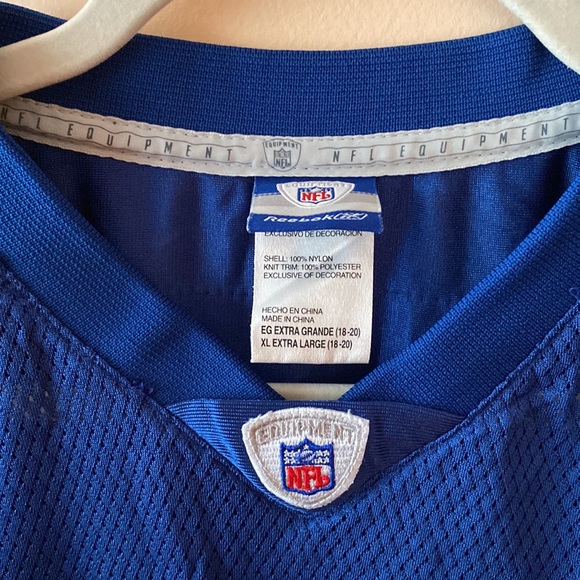 NFL EQUIPMENT
EQUIPMENT
NFL
NFL EQUIPMENT
NFL
Reebok
EXCLUSIVO DE DECORACION
SHELL: 100% NYLON
KNIT TRIM: 100% POLYESTER
EXCLUSIVE OF DECORATION
HECHO EN CHINA
MADE IN CHINA
EG EXTRA GRANDE (18-20)
XL EXTRA LARGE (18-20)
EQUIPMENT
NFL